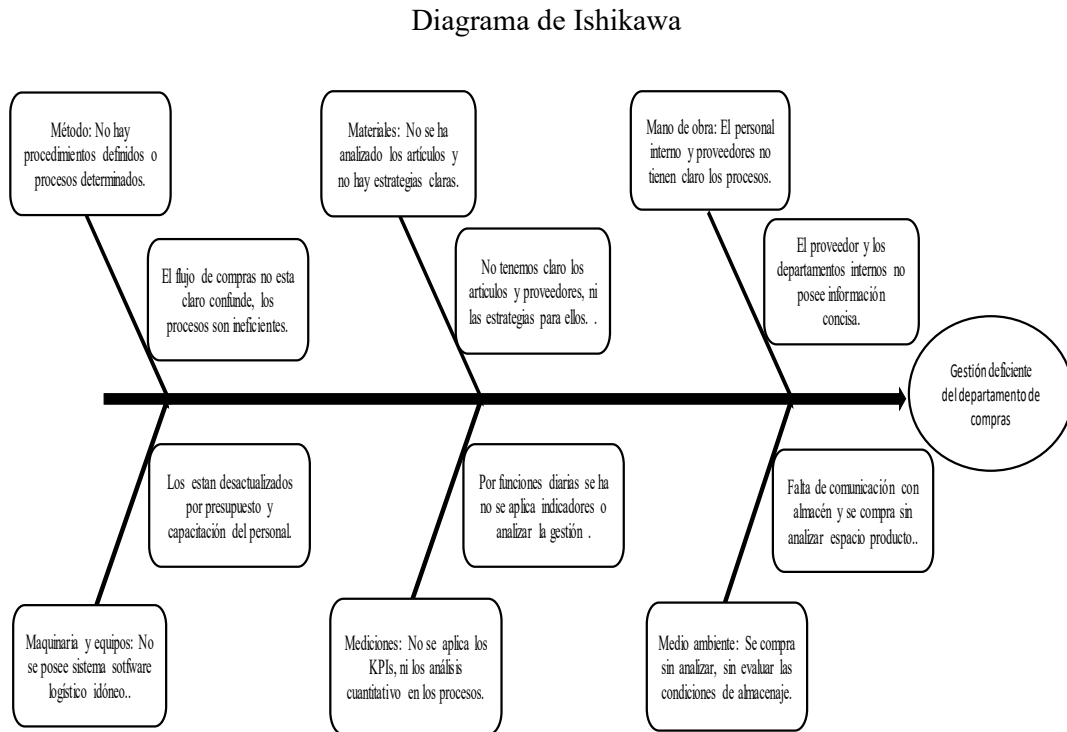 Diagrama de Ishikawa
Método: No hay
procedimientos definidos o
procesos determinados.
Materiales: No se ha
analizado los artículos y
no hay estrategias claras.
Mano de obra: El personal
interno y proveedores no
tienen claro los procesos.
El flujo de compras no esta
claro confunde, los
procesos son ineficientes.
No tenemos claro los
articulos y proveedores, ni
las estrategias para ellos. .
El proveedor y los
departamentos internos no
posee información
concisa.
Gestión deficiente
del departamento de
compras
Los estan desactualizados
por presupuesto y
capacitación del personal.
Por funciones diarias se ha
no se aplica indicadores o
analizar la gestión .
Falta de comunicación con
almacén y se compra sin
analizar espacio producto..
Maquinaria y equipos: No
se posee sistema sotfware
logístico idóneo..
Mediciones: No se aplica los
KPIs, ni los análisis
cuantitativo en los procesos.
Medio ambiente: Se compra
sin analizar, sin evaluar las
condiciones de almacenaje.